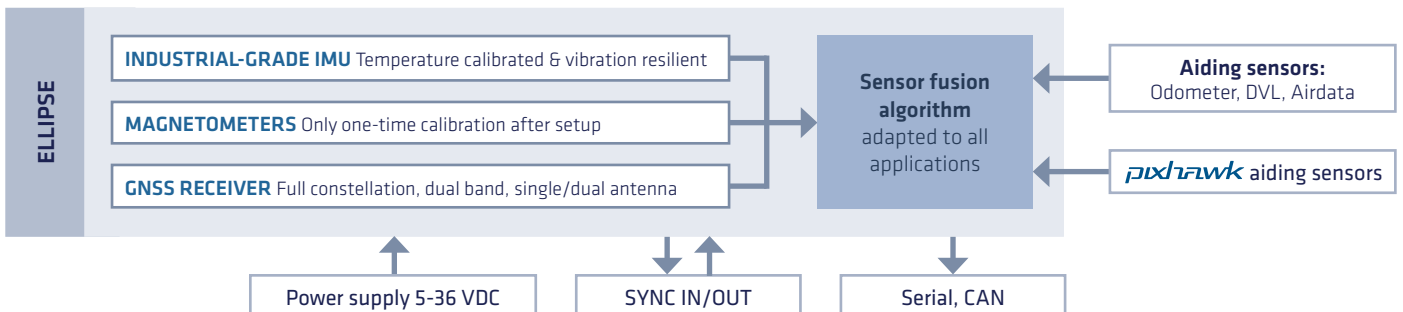 ELLIPSE
INDUSTRIAL-GRADE IMU Temperature calibrated & vibration resilient
MAGNETOMETERS Only one-time calibration after setup
GNSS RECEIVER Full constellation, dual band, single/dual antenna
Sensor fusion
algorithm
adapted to all
applications
Aiding sensors:
Odometer, DVL, Airdata
pixhawk aiding sensors
Power supply 5-36 VDC
SYNC IN/OUT
Serial, CAN